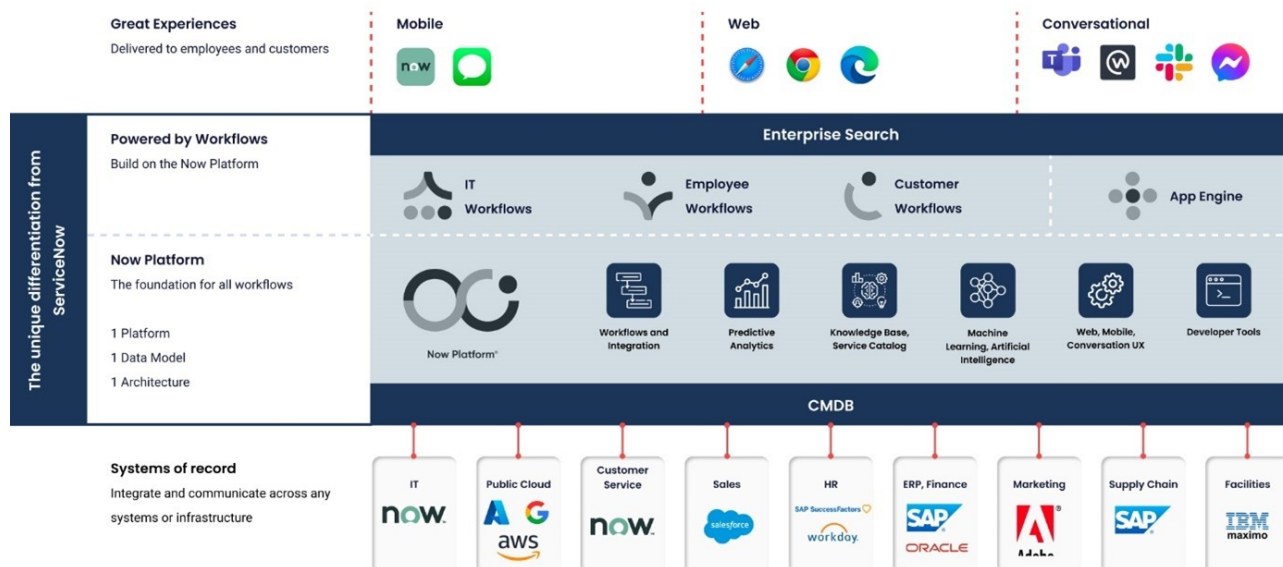 Great Experiences
Delivered to employees and customers
Mobile
now
Web
Conversational
T
The unique differentiation from
ServiceNow
Powered by Workflows
Build on the Now Platform
Enterprise Search
IT
Workflows
Employee
Workflows
Customer
Workflows
App Engine
Now Platform
The foundation for all workflows
1 Platform
1 Data Model
1 Architecture
Now Platform®
Workflows and
Integration
Predictive
Analytics
Knowledge Base,
Service Catalog
Machine
Learning, Artificial
Intelligence
Web, Mobile,
Conversation UX
Developer Tools
CMDB
Systems of record
Integrate and communicate across any
systems or infrastructure
IT
now.
Public Cloud
A G
aws
Customer
Service
now.
Sales
salesforce
HR
SAP SuccessFactors
workday.
ERP, Finance
SAP
ORACLE
Marketing
Adobe
Supply Chain
SAP
Facilities
IBM
maximo